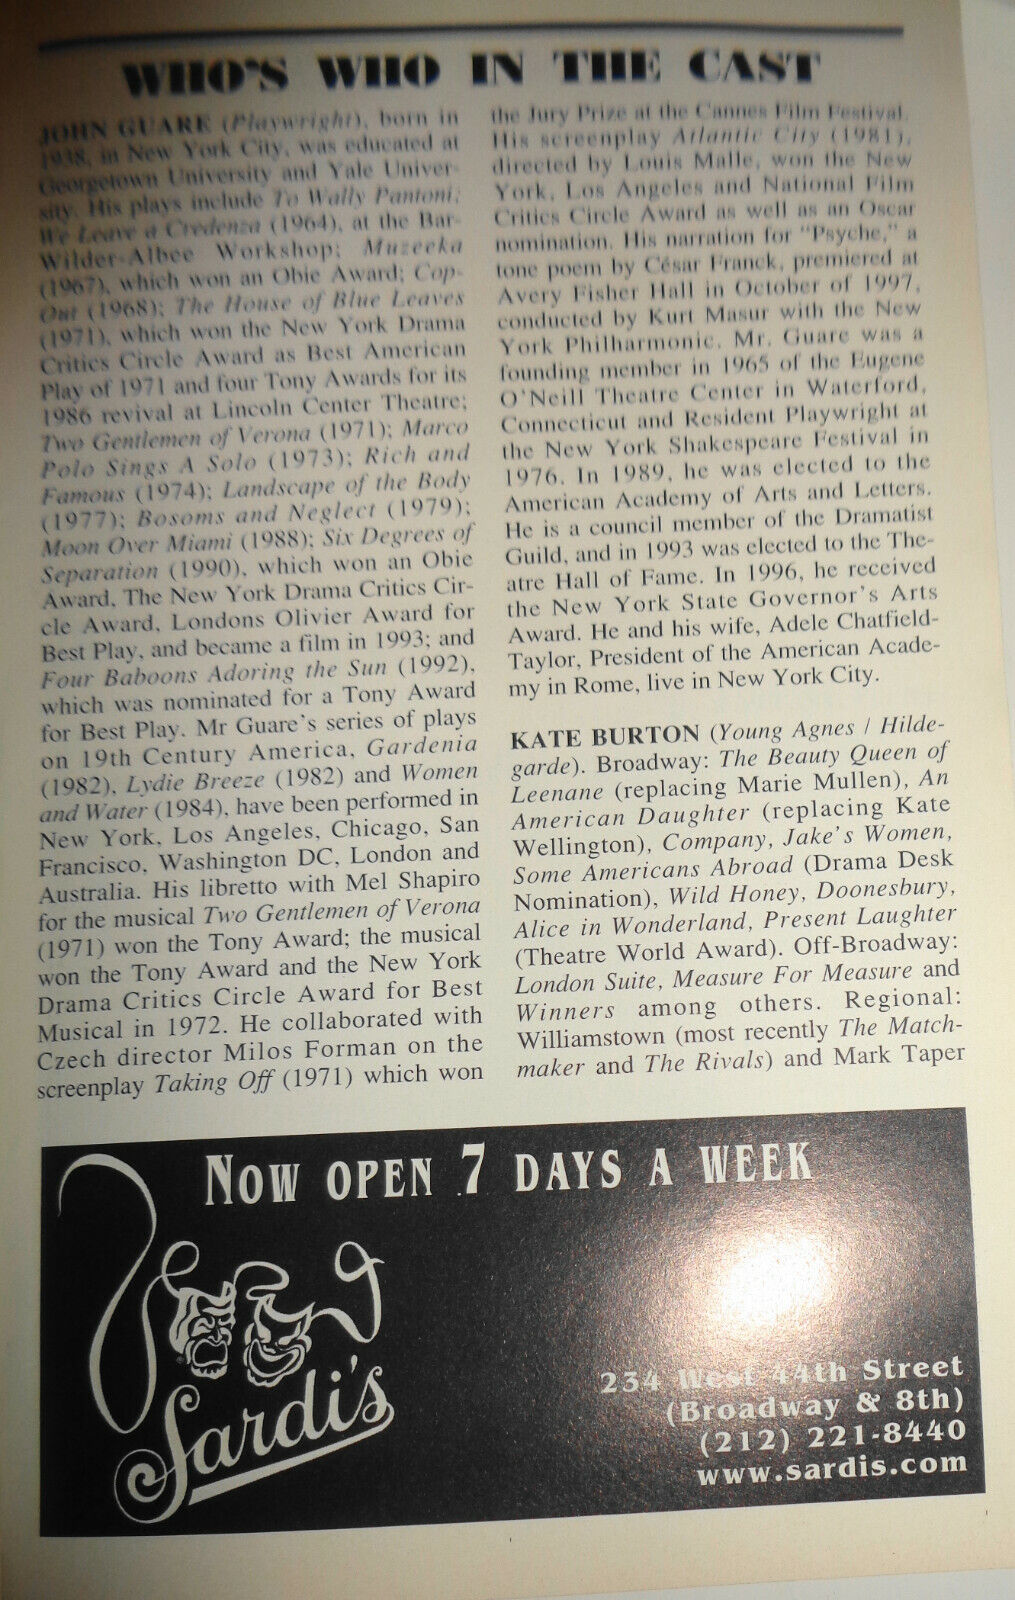 WHO'S WHO IN THE CAST
JOHN GUARE (Playwright), born in
1938, in New York City, was educated at
Georgetown University and Yale Univer-
sity. His plays include To Wally Pantoni;
We Leave a Credenza (1964), at the Bar-
Wilder-Albee Workshop; Muzeeka
(1967), which won an Obie Award; Cop-
Out (1968); The House of Blue Leaves
(1971), which won the New York Drama
Critics Circle Award as Best American
Play of 1971 and four Tony Awards for its
1986 revival at Lincoln Center Theatre;
Two Gentlemen of Verona (1971); Marco
Polo Sings A Solo (1973); Rich and
Famous (1974); Landscape of the Body
(1977); Bosoms and Neglect (1979);
Moon Over Miami (1988); Six Degrees of
Separation (1990), which won an Obie
Award, The New York Drama Critics Cir-
cle Award, Londons Olivier Award for
Best Play, and became a film in 1993; and
Four Baboons Adoring the Sun (1992),
which was nominated for a Tony Award
for Best Play. Mr Guare's series of plays
on 19th Century America, Gardenia
(1982), Lydie Breeze (1982) and Women
and Water (1984), have been performed in
New York, Los Angeles, Chicago, San
Francisco, Washington DC, London and
Australia. His libretto with Mel Shapiro
for the musical Two Gentlemen of Verona
(1971) won the Tony Award; the musical
won the Tony Award and the New York
Drama Critics Circle Award for Best
Musical in 1972. He collaborated with
Czech director Milos Forman on the
screenplay Taking Off (1971) which won
the Jury Prize at the Cannes Film Festival.
His screenplay Atlantic City (1981),
directed by Louis Malle, won the New
York, Los Angeles and National Film
Critics Circle Award as well as an Oscar
nomination. His narration for "Psyche," a
tone poem by César Franck, premiered at
Avery Fisher Hall in October of 1997,
conducted by Kurt Masur with the New
York Philharmonic. Mr. Guare was a
founding member in 1965 of the Eugene
O'Neill Theatre Center in Waterford,
Connecticut and Resident Playwright at
the New York Shakespeare Festival in
1976. In 1989, he was elected to the
American Academy of Arts and Letters.
He is a council member of the Dramatist
Guild, and in 1993 was elected to the The-
atre Hall of Fame. In 1996, he received
the New York State Governor's Arts
Award. He and his wife, Adele Chatfield-
Taylor, President of the American Acade-
my in Rome, live in New York City.
KATE BURTON (Young Agnes / Hilde-
garde). Broadway: The Beauty Queen of
Leenane (replacing Marie Mullen), An
American Daughter (replacing Kate
Wellington), Company, Jake's Women,
Some Americans Abroad (Drama Desk
Nomination), Wild Honey, Doonesbury,
Alice in Wonderland, Present Laughter
(Theatre World Award). Off-Broadway:
London Suite, Measure For Measure and
Winners among others. Regional:
Williamstown (most recently The Match-
maker and The Rivals) and Mark Taper
NOW OPEN 7 DAYS A WEEK
Sardi's
234 West 44th Street
(Broadway & 8th)
(212) 221-8440
www.sardis.com